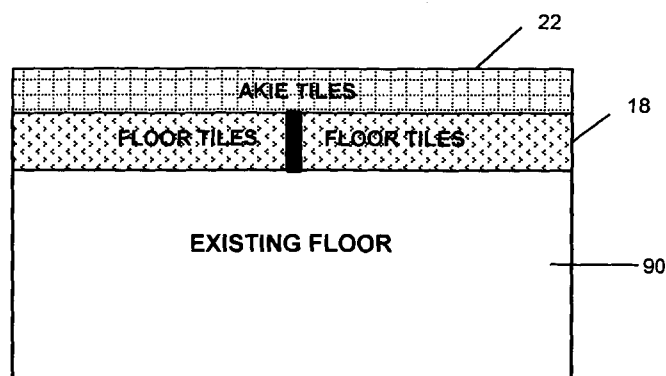 22
AKIE TILES
18
FLOOR TILES FLOOR TILES
EXISTING FLOOR
90